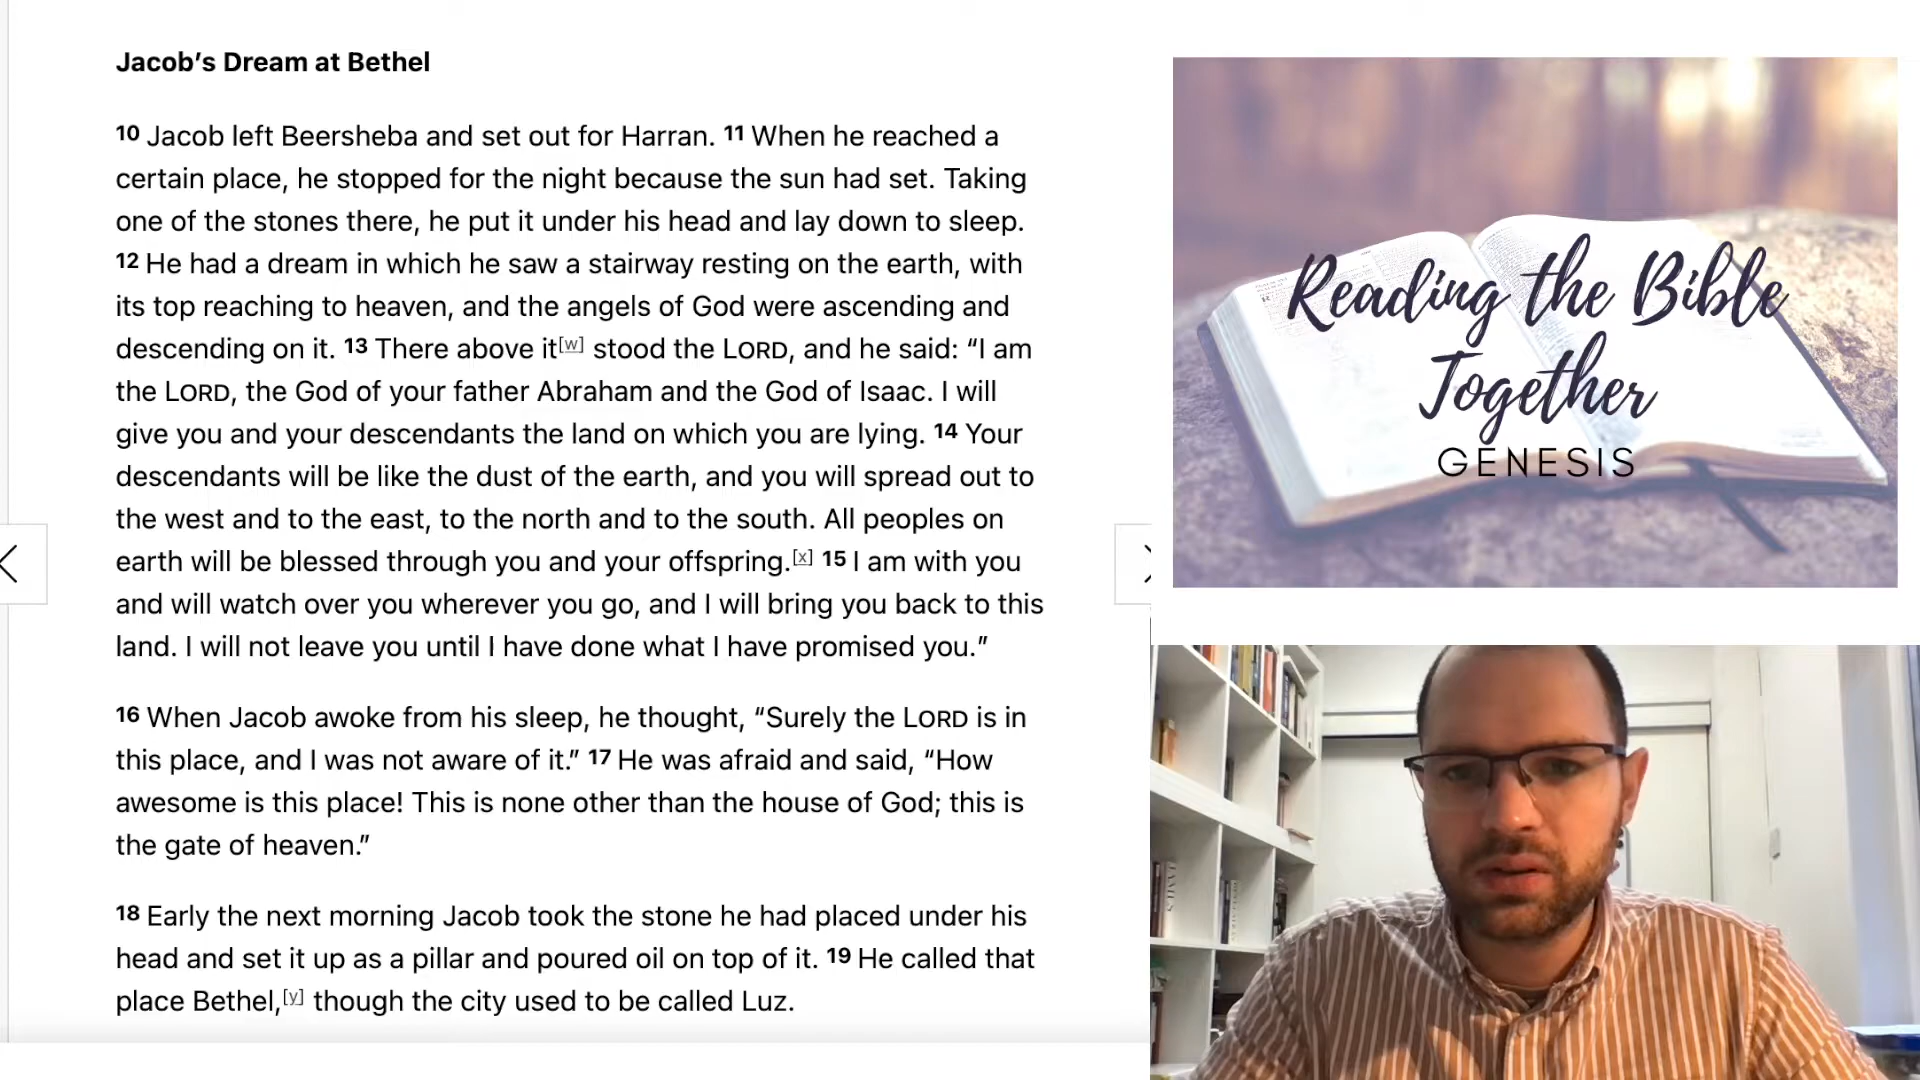 Jacob’s Dream at Bethel
10 Jacob left Beersheba and set out for Harran. 11 When he reached a
certain place, he stopped for the night because the sun had set. Taking
one of the stones there, he put it under his head and lay down to sleep.
12 He had a dream in which he saw a stairway resting on the earth, with
its top reaching to heaven, and the angels of God were ascending and
descending on it. 13 There above it[w] stood the LORD, and he said: “I am
the LORD, the God of your father Abraham and the God of Isaac. I will
give you and your descendants the land on which you are lying. 14 Your
descendants will be like the dust of the earth, and you will spread out to
the west and to the east, to the north and to the south. All peoples on
earth will be blessed through you and your offspring.[x] 15 I am with you
and will watch over you wherever you go, and I will bring you back to this
land. I will not leave you until I have done what I have promised you.”
16 When Jacob awoke from his sleep, he thought, “Surely the LORD is in
this place, and I was not aware of it.” 17 He was afraid and said, “How
awesome is this place! This is none other than the house of God; this is
the gate of heaven.”
18 Early the next morning Jacob took the stone he had placed under his
head and set it up as a pillar and poured oil on top of it. 19 He called that
place Bethel,[y] though the city used to be called Luz.
Reading the Bible
Together
GENESIS